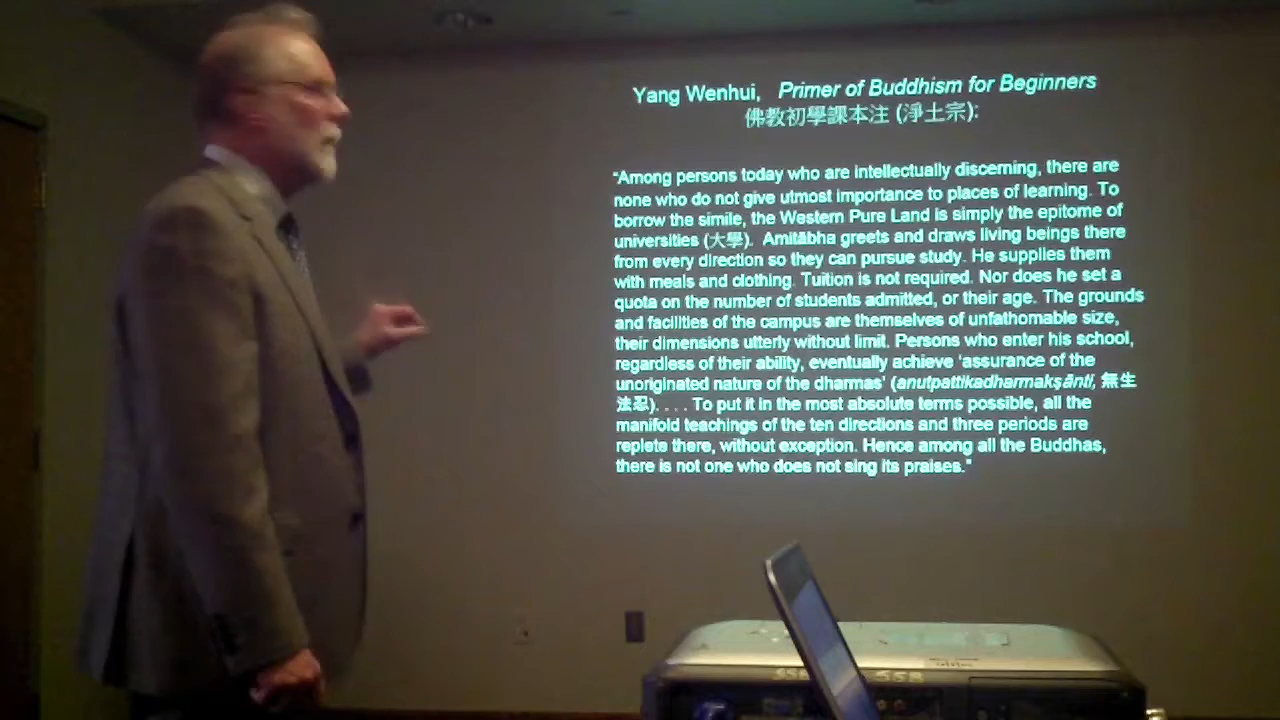 Yang Wenhui, Primer of Buddhism for Beginners
佛教初學課本注 (淨土宗):
“Among persons today who are intellectually discerning, there are
none who do not give utmost importance to places of learning. To
borrow the simile, the Western Pure Land is simply the epitome of
universities (大學). Amitābha greets and draws living beings there
from every direction so they can pursue study. He supplies them
with meals and clothing. Tuition is not required. Nor does he set a
quota on the number of students admitted, or their age. The grounds
and facilities of the campus are themselves of unfathomable size,
their dimensions utterly without limit. Persons who enter his school,
regardless of their ability, eventually achieve ‘assurance of the
unoriginated nature of the dharmas’ (anutpattikadharmakṣānti, 無生
法忍). . . . To put it in the most absolute terms possible, all the
manifold teachings of the ten directions and three periods are
replete there, without exception. Hence among all the Buddhas,
there is not one who does not sing its praises.”
558